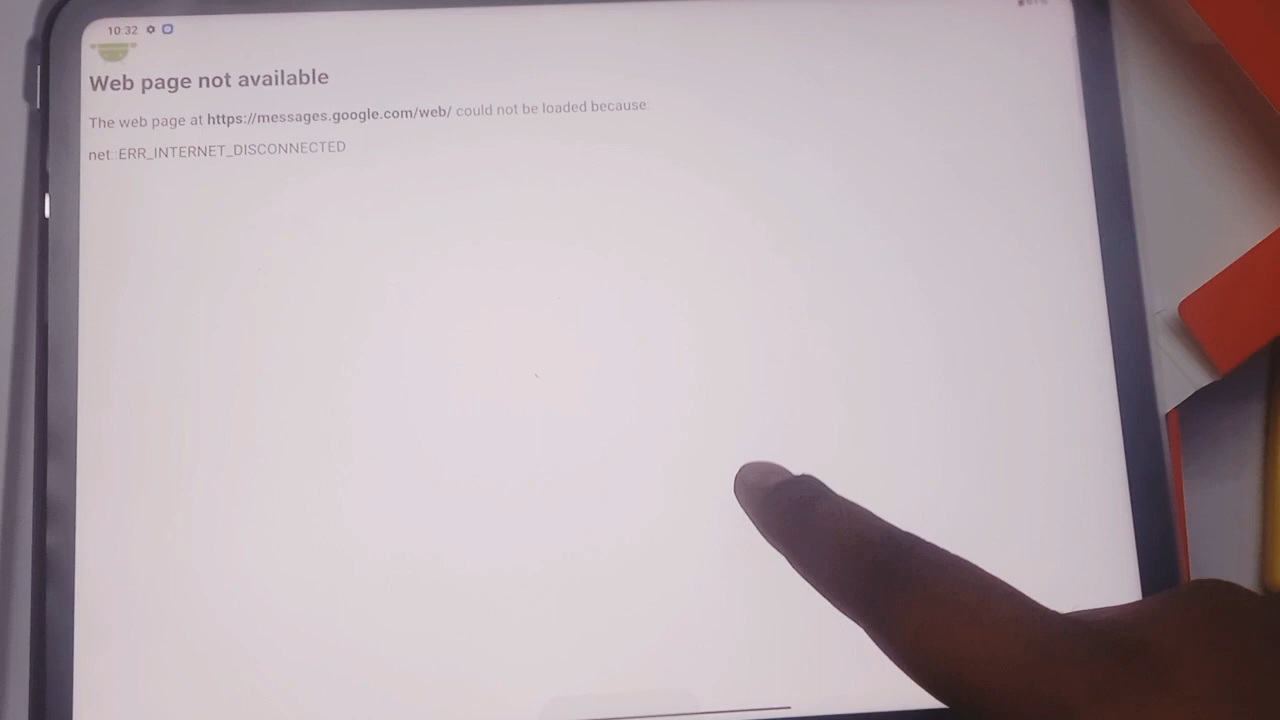 10:32
Web page not available
The web page at https://messages.google.com/web/ could not be loaded because:
net::ERR_INTERNET_DISCONNECTED